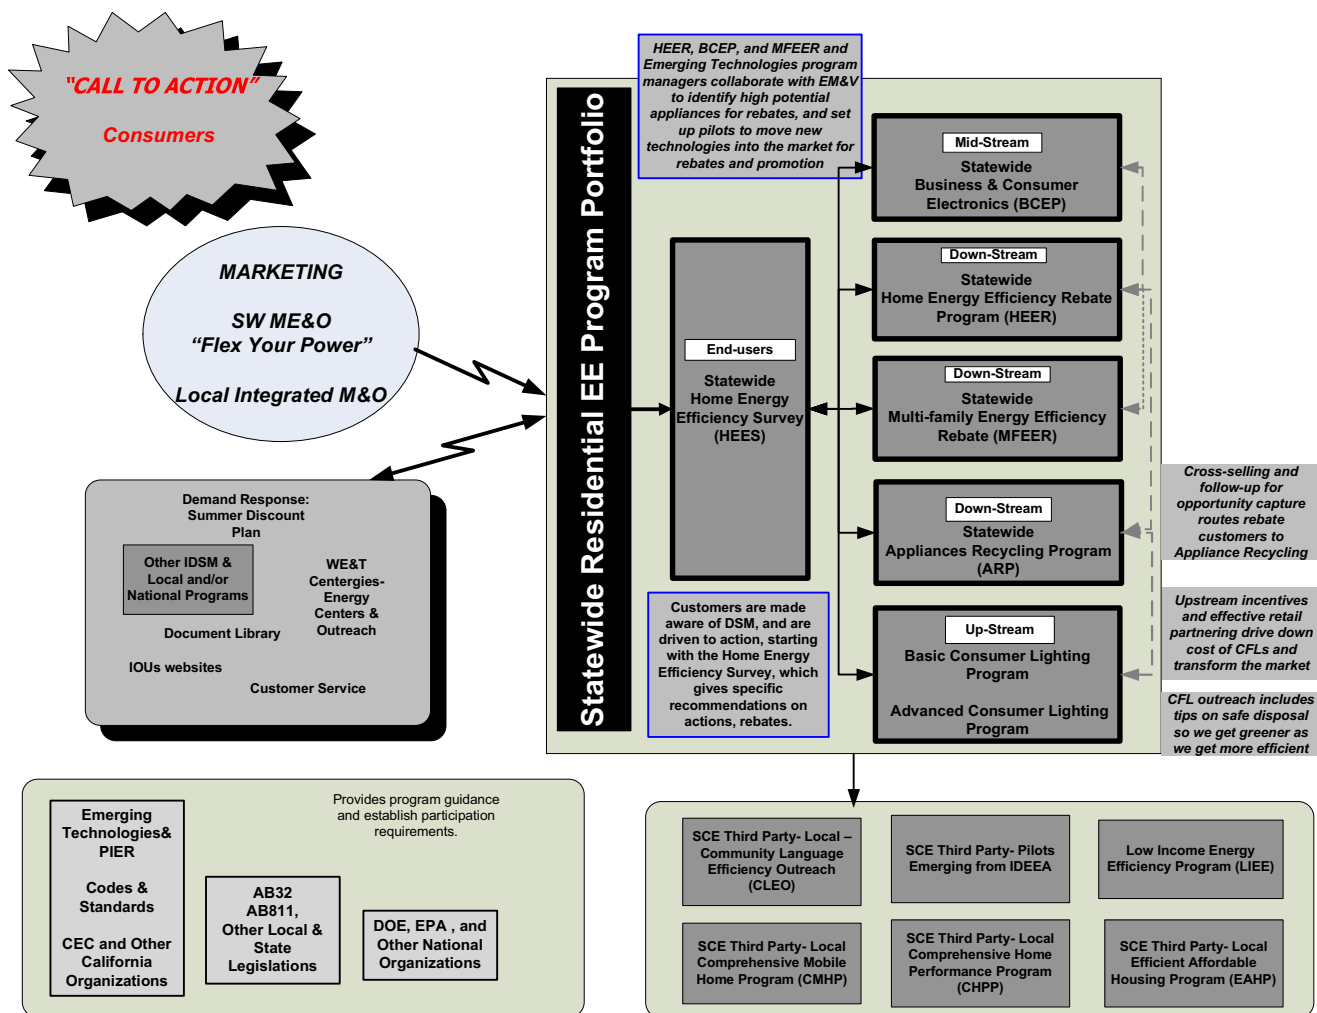 "CALL TO ACTION"
Consumers
MARKETING
SW ME&O
“Flex Your Power”
Local Integrated M&O
Demand Response:
Summer Discount
Plan
Other IDSM &
Local and/or
National Programs
WE&T
Centergies-
Energy
Centers &
Outreach
Document Library
IOUs websites
Customer Service
Statewide Residential EE Program Portfolio
HEER, BCEP, and MFEER and
Emerging Technologies program
managers collaborate with EM&V
to identify high potential
appliances for rebates, and set
up pilots to move new
technologies into the market for
rebates and promotion
End-users
Statewide
Home Energy
Efficiency Survey
(HEES)
Customers are made
aware of DSM, and are
driven to action, starting
with the Home Energy
Efficiency Survey, which
gives specific
recommendations on
actions, rebates.
Mid-Stream
Statewide
Business & Consumer
Electronics (BCEP)
Down-Stream
Statewide
Home Energy Efficiency Rebate
Program (HEER)
Down-Stream
Statewide
Multi-family Energy Efficiency
Rebate (MFEER)
Down-Stream
Statewide
Appliances Recycling Program
(ARP)
Up-Stream
Basic Consumer Lighting
Program
Advanced Consumer Lighting
Program
Cross-selling and
follow-up for
opportunity capture
routes rebate
customers to
Appliance Recycling
Upstream incentives
and effective retail
partnering drive down
cost of CFLs and
transform the market
CFL outreach includes
tips on safe disposal
so we get greener as
we get more efficient
Emerging
Technologies&
PIER
Codes &
Standards
CEC and Other
California
Organizations
AB32
AB811,
Other Local &
State
Legislations
DOE, EPA , and
Other National
Organizations
Provides program guidance
and establish participation
requirements.
SCE Third Party- Local –
Community Language
Efficiency Outreach
(CLEO)
SCE Third Party- Pilots
Emerging from IDEEA
Low Income Energy
Efficiency Program (LIEE)
SCE Third Party- Local
Comprehensive Mobile
Home Program (CMHP)
SCE Third Party- Local
Comprehensive Home
Performance Program
(CHPP)
SCE Third Party- Local
Efficient Affordable
Housing Program (EAHP)